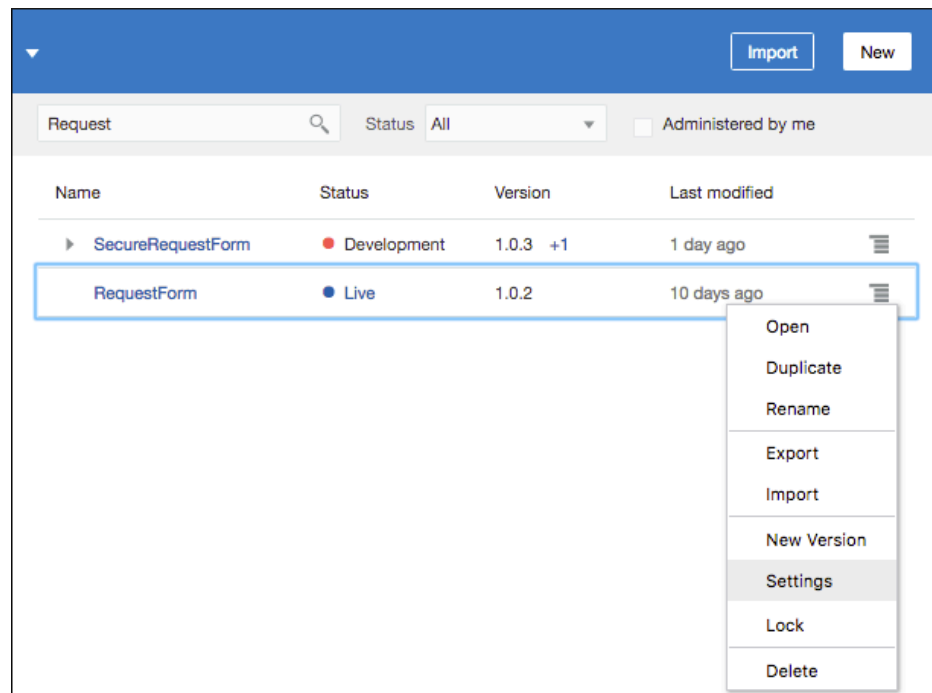 Import New
Request Status All Administered by me
Name Status Version Last modified
SecureRequestForm Development 1.0.3 +1 1 day ago
RequestForm Live 1.0.2 10 days ago
Open
Duplicate
Rename
Export
Import
New Version
Settings
Lock
Delete